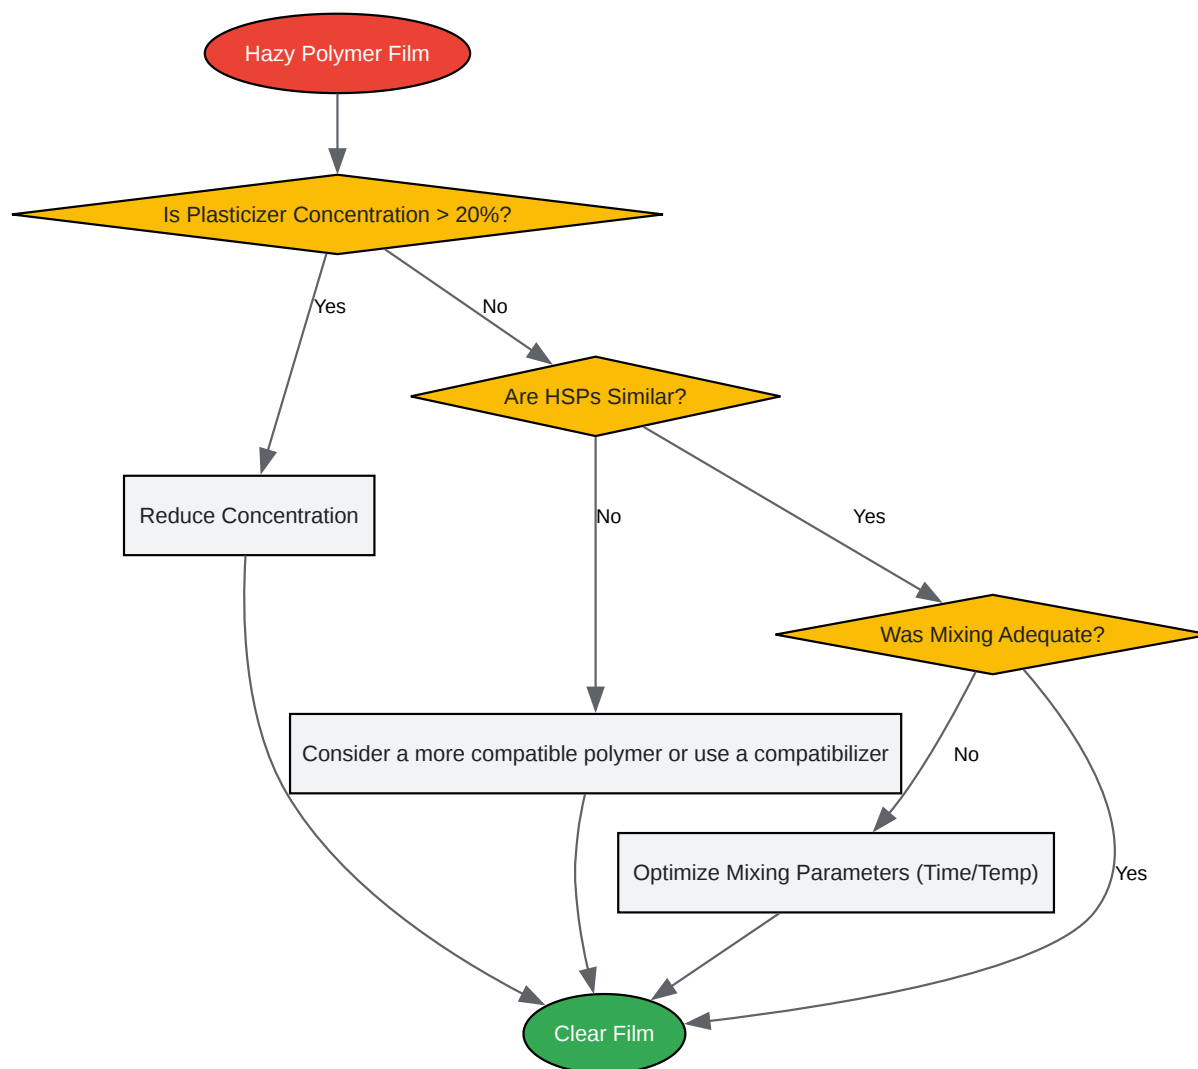 Hazy Polymer Film
Is Plasticizer Concentration > 20%?
Yes
No
Are HSPs Similar?
Reduce Concentration
No
Yes
Was Mixing Adequate?
Consider a more compatible polymer or use a compatibilizer
No
Optimize Mixing Parameters (Time/Temp)
Yes
Clear Film